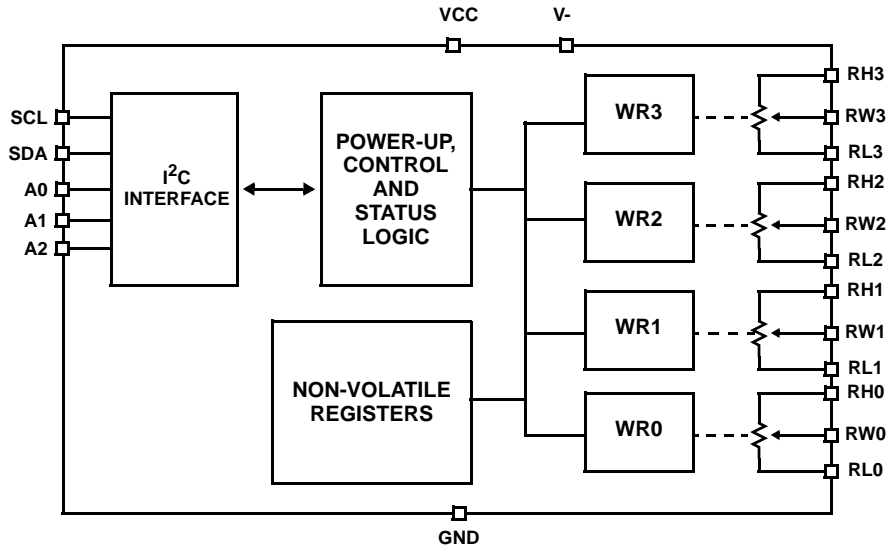 VCC
V-
SCL
SDA
A0
A1
A2
I²C
INTERFACE
POWER-UP,
CONTROL
AND
STATUS
LOGIC
NON-VOLATILE
REGISTERS
WR3
WR2
WR1
WR0
RH3
RW3
RL3
RH2
RW2
RL2
RH1
RW1
RL1
RH0
RW0
RL0
GND